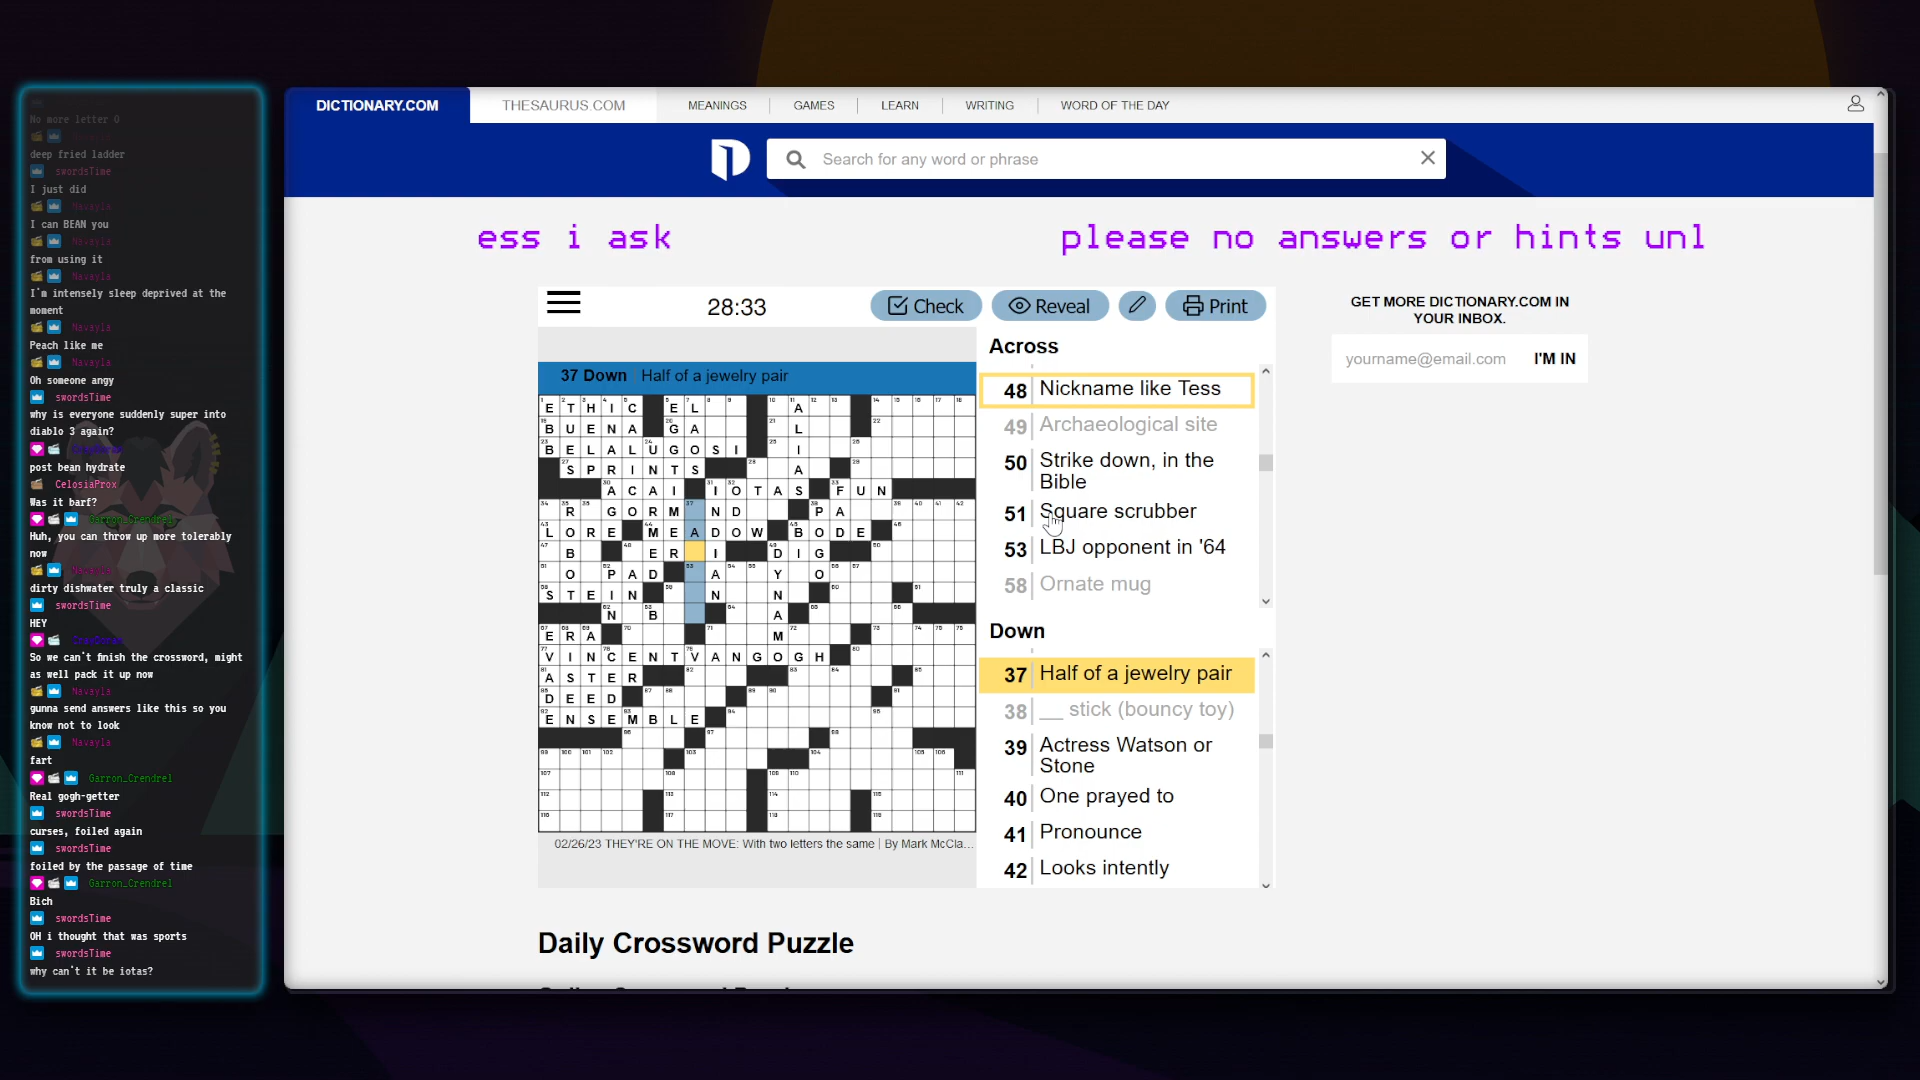 No more letter O
Navayla
deep fried ladder
swordsTime
I just did
Navayla
I can BEAN you
Navayla
from using it
Navayla
I'm intensely sleep deprived at the
moment
Navayla
Peach like me
Navayla
Oh someone angy
swordsTime
why is everyone suddenly super into
diablo 3 again?
post bean hydrate
CelosiaProx
Was it barf?
Garron_Crendrel
Huh, you can throw up more tolerably
now
Navayla
dirty dishwater truly a classic
swordsTime
HEY
So we can't finish the crossword, might
as well pack it up now
Navayla
gunna send answers like this so you
know not to look
Navayla
fart
Garron_Crendrel
Real gogh-getter
swordsTime
curses, foiled again
swordsTime
foiled by the passage of time
Garron_Crendrel
Bich
swordsTime
OH i thought that was sports
swordsTime
why can't it be iotas?
DICTIONARY.COM
THESAURUS.COM
MEANINGS
GAMES
LEARN
WRITING
WORD OF THE DAY
Search for any word or phrase
ess i ask
please no answers or hints unl
28:33
Check
Reveal
Print
37 Down Half of a jewelry pair
ETHIC EL A
BUENA GA L
BELALUGOSI I
SPRINTS A
ACAI IOTAS FUN
R GORM ND PA
LORE MEADOW BODE
B ER I DIG
O PAD A Y O
STEIN N N
N B A
ERA M
VINCENTVANGOGH
ASTER
DEED
ENSEMBLE
02/26/23 THEY'RE ON THE MOVE: With two letters the same | By Mark McCla...
Across
48 Nickname like Tess
49 Archaeological site
50 Strike down, in the
Bible
51 Square scrubber
53 LBJ opponent in '64
58 Ornate mug
Down
37 Half of a jewelry pair
38 __ stick (bouncy toy)
39 Actress Watson or
Stone
40 One prayed to
41 Pronounce
42 Looks intently
GET MORE DICTIONARY.COM IN
YOUR INBOX.
yourname@email.com
I'M IN
Daily Crossword Puzzle